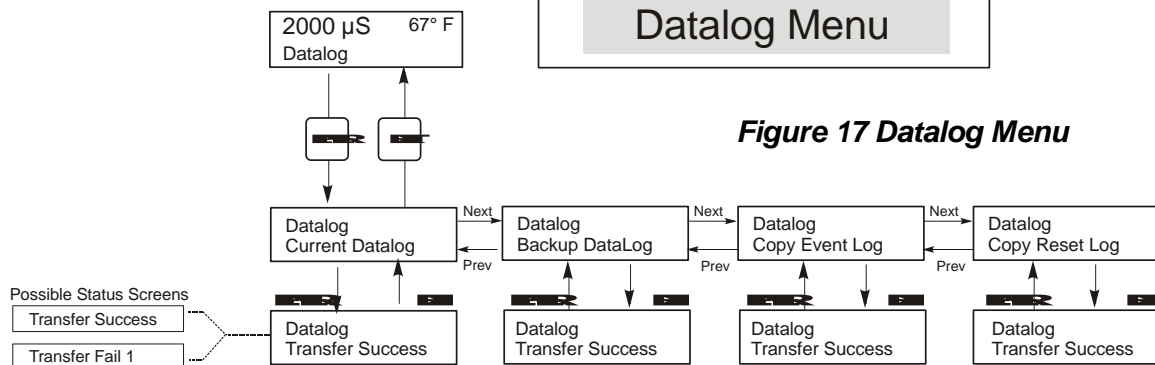 2000 µS 67° F
Datalog
Datalog Menu
Figure 17 Datalog Menu
Datalog
Current Datalog
Next
Prev
Datalog
Backup DataLog
Next
Prev
Datalog
Copy Event Log
Next
Prev
Datalog
Copy Reset Log
Possible Status Screens
Transfer Success
Transfer Fail 1
Datalog
Transfer Success
Datalog
Transfer Success
Datalog
Transfer Success
Datalog
Transfer Success